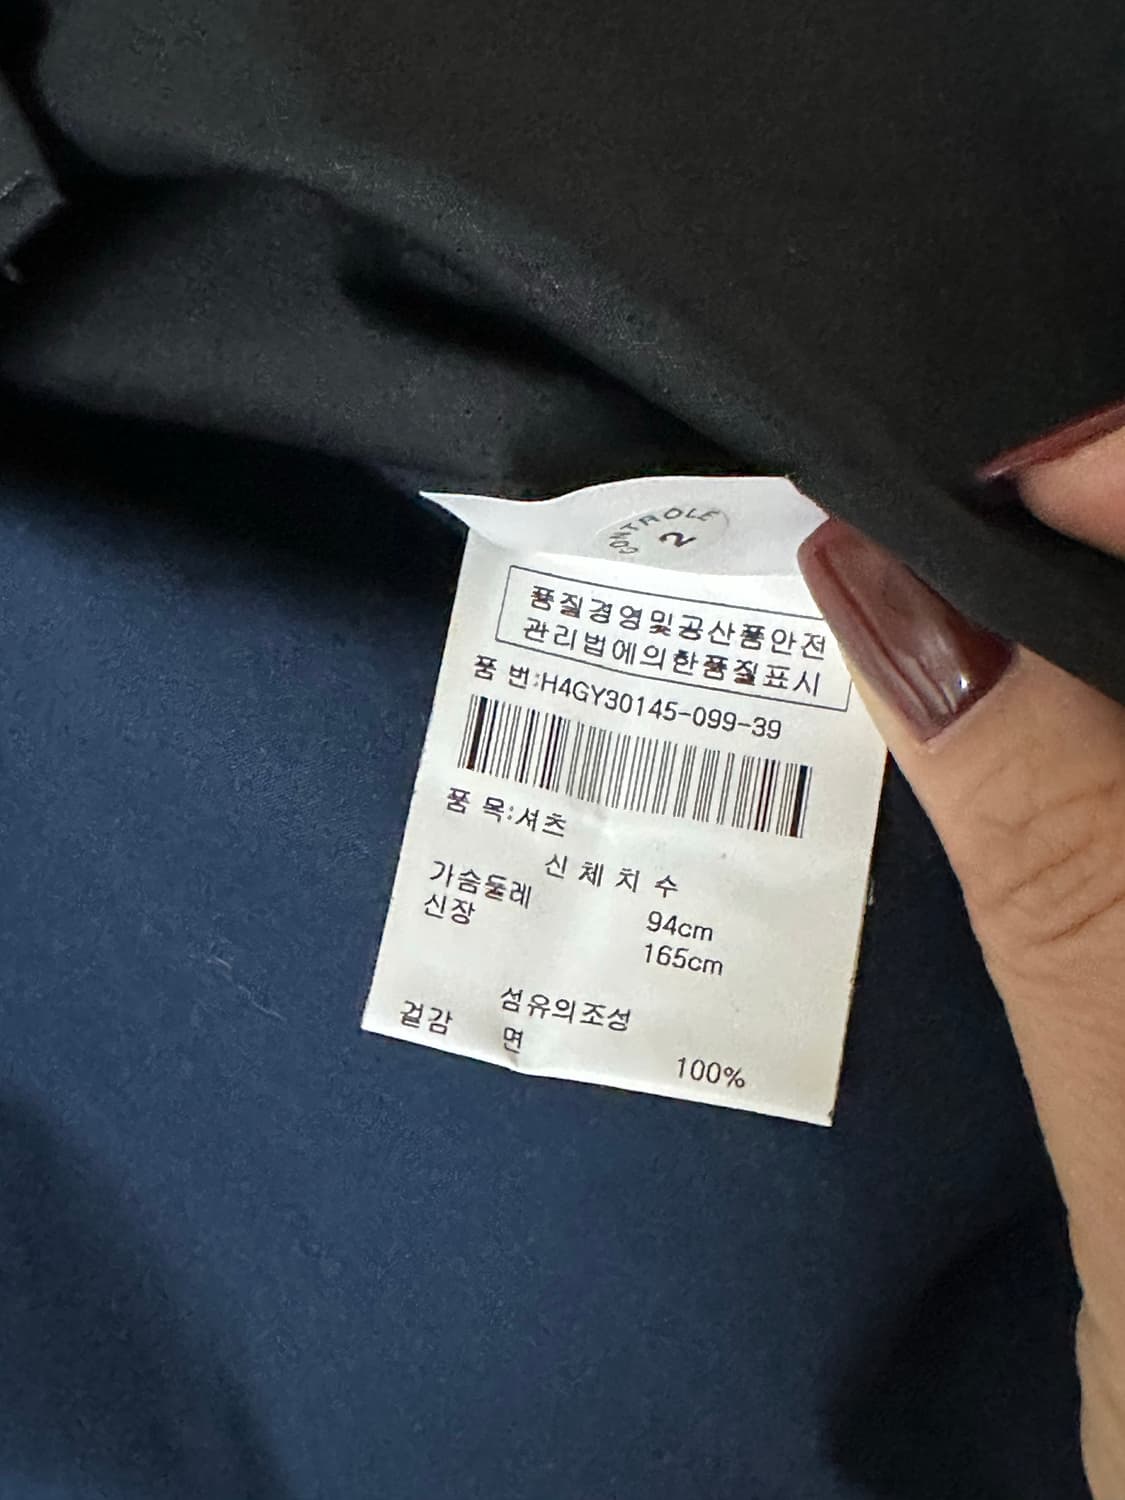 CONTROLE
2
품질경영및공산품안전
관리법에의한품질표시
품 번:H4GY30145-099-39
품 목:셔츠
신 체 치 수
가슴둘레 94cm
신장 165cm
섬유의조성
겉감 면 100%